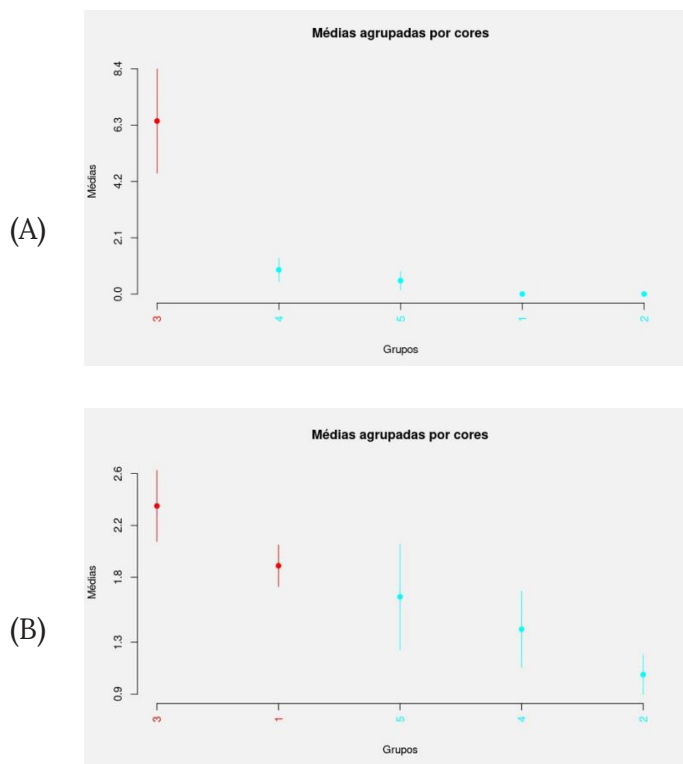 Médias agrupadas por cores
8.4
6.3
4.2
2.1
0.0
Médias
(A)
3 4 5 1 2
Grupos
Médias agrupadas por cores
2.6
2.2
1.8
1.3
0.9
Médias
(B)
3 1 5 4 2
Grupos